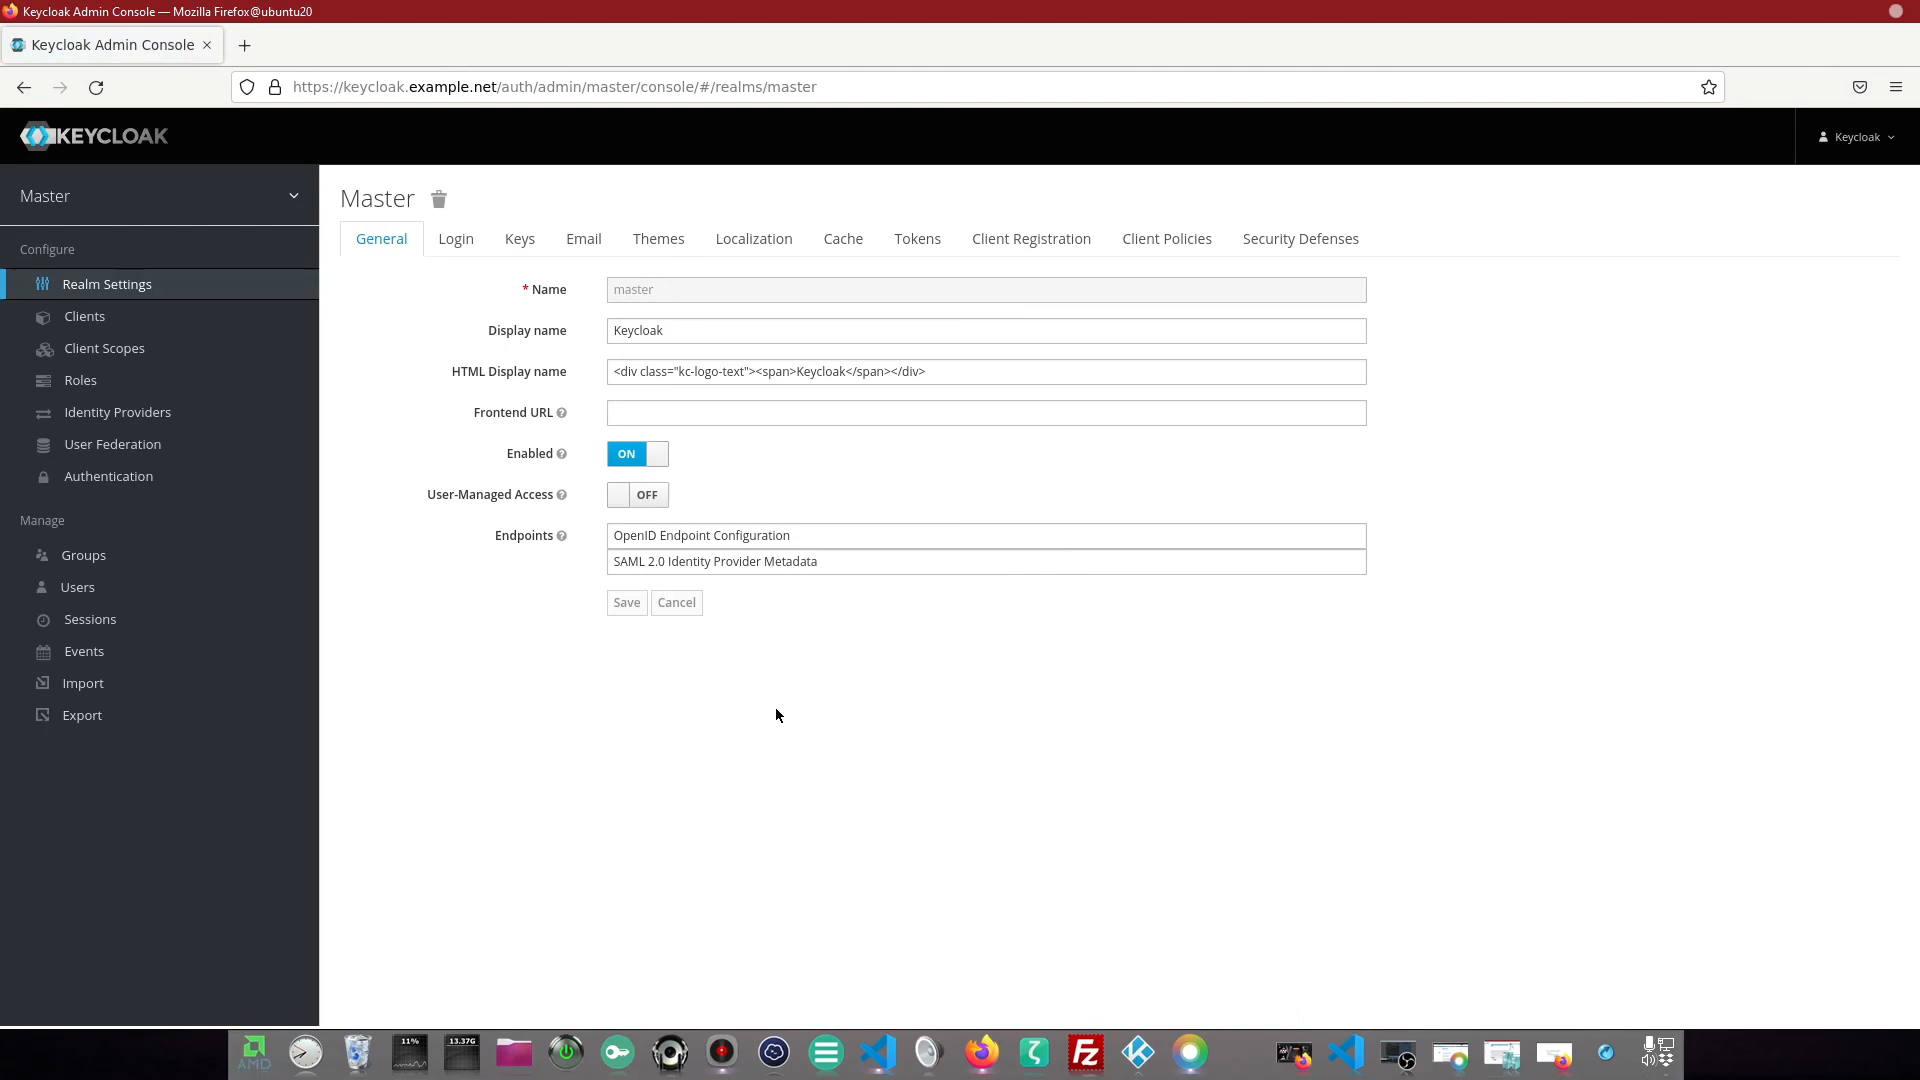 Keycloak Admin Console — Mozilla Firefox@ubuntu20
Keycloak Admin Console
https://keycloak.example.net/auth/admin/master/console/#/realms/master
KEYCLOAK
Keycloak
Master
Configure
Realm Settings
Clients
Client Scopes
Roles
Identity Providers
User Federation
Authentication
Manage
Groups
Users
Sessions
Events
Import
Export
Master
General Login Keys Email Themes Localization Cache Tokens Client Registration Client Policies Security Defenses
* Name master
Display name Keycloak
HTML Display name <div class="kc-logo-text"><span>Keycloak</span></div>
Frontend URL
Enabled ON
User-Managed Access OFF
Endpoints OpenID Endpoint Configuration
SAML 2.0 Identity Provider Metadata
Save Cancel
AMD 11% 13.37G FZ